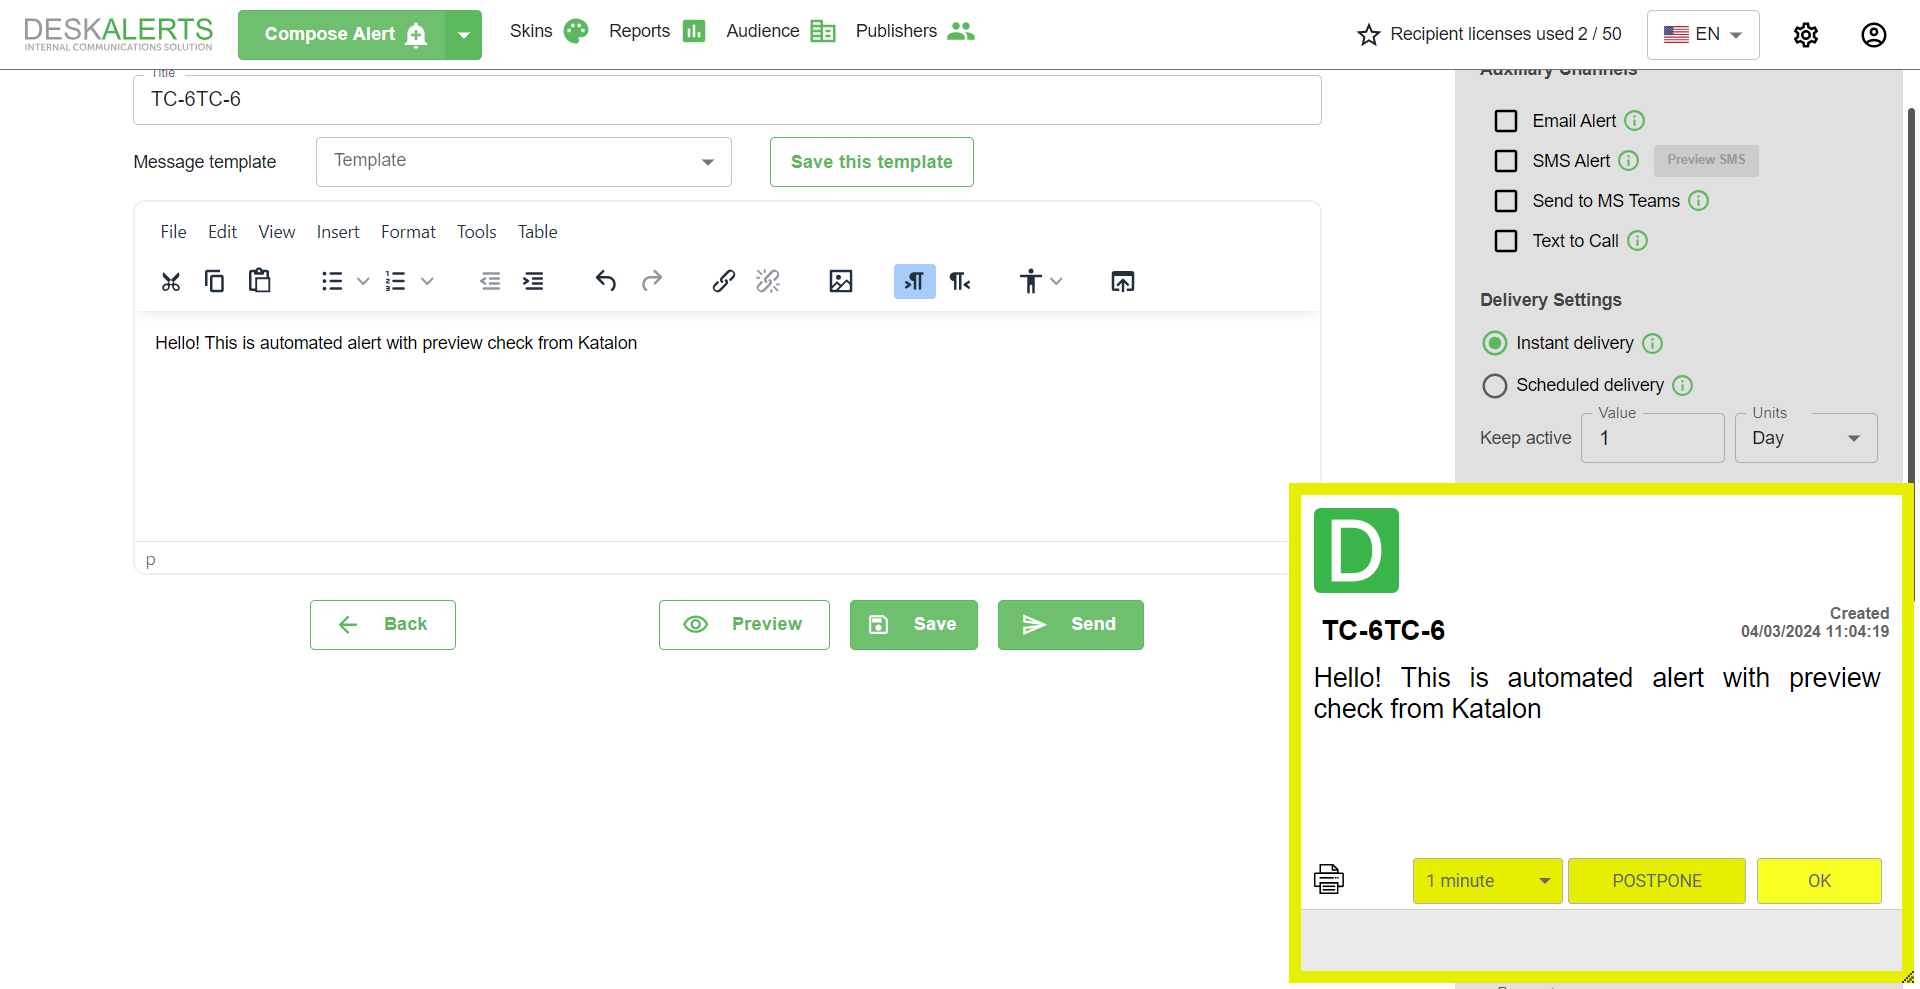 DESKALERTS
INTERNAL COMMUNICATIONS SOLUTION
Compose Alert
Skins
Reports
Audience
Publishers
Recipient licenses used 2 / 50
EN
Title
TC-6TC-6
Message template
Template
Save this template
File Edit View Insert Format Tools Table
Hello! This is automated alert with preview check from Katalon
p
Back
Preview
Save
Send
Auxiliary Channels
Email Alert
SMS Alert
Preview SMS
Send to MS Teams
Text to Call
Delivery Settings
Instant delivery
Scheduled delivery
Keep active
Value
1
Units
Day
D
Created
04/03/2024 11:04:19
TC-6TC-6
Hello! This is automated alert with preview
check from Katalon
1 minute
POSTPONE
OK